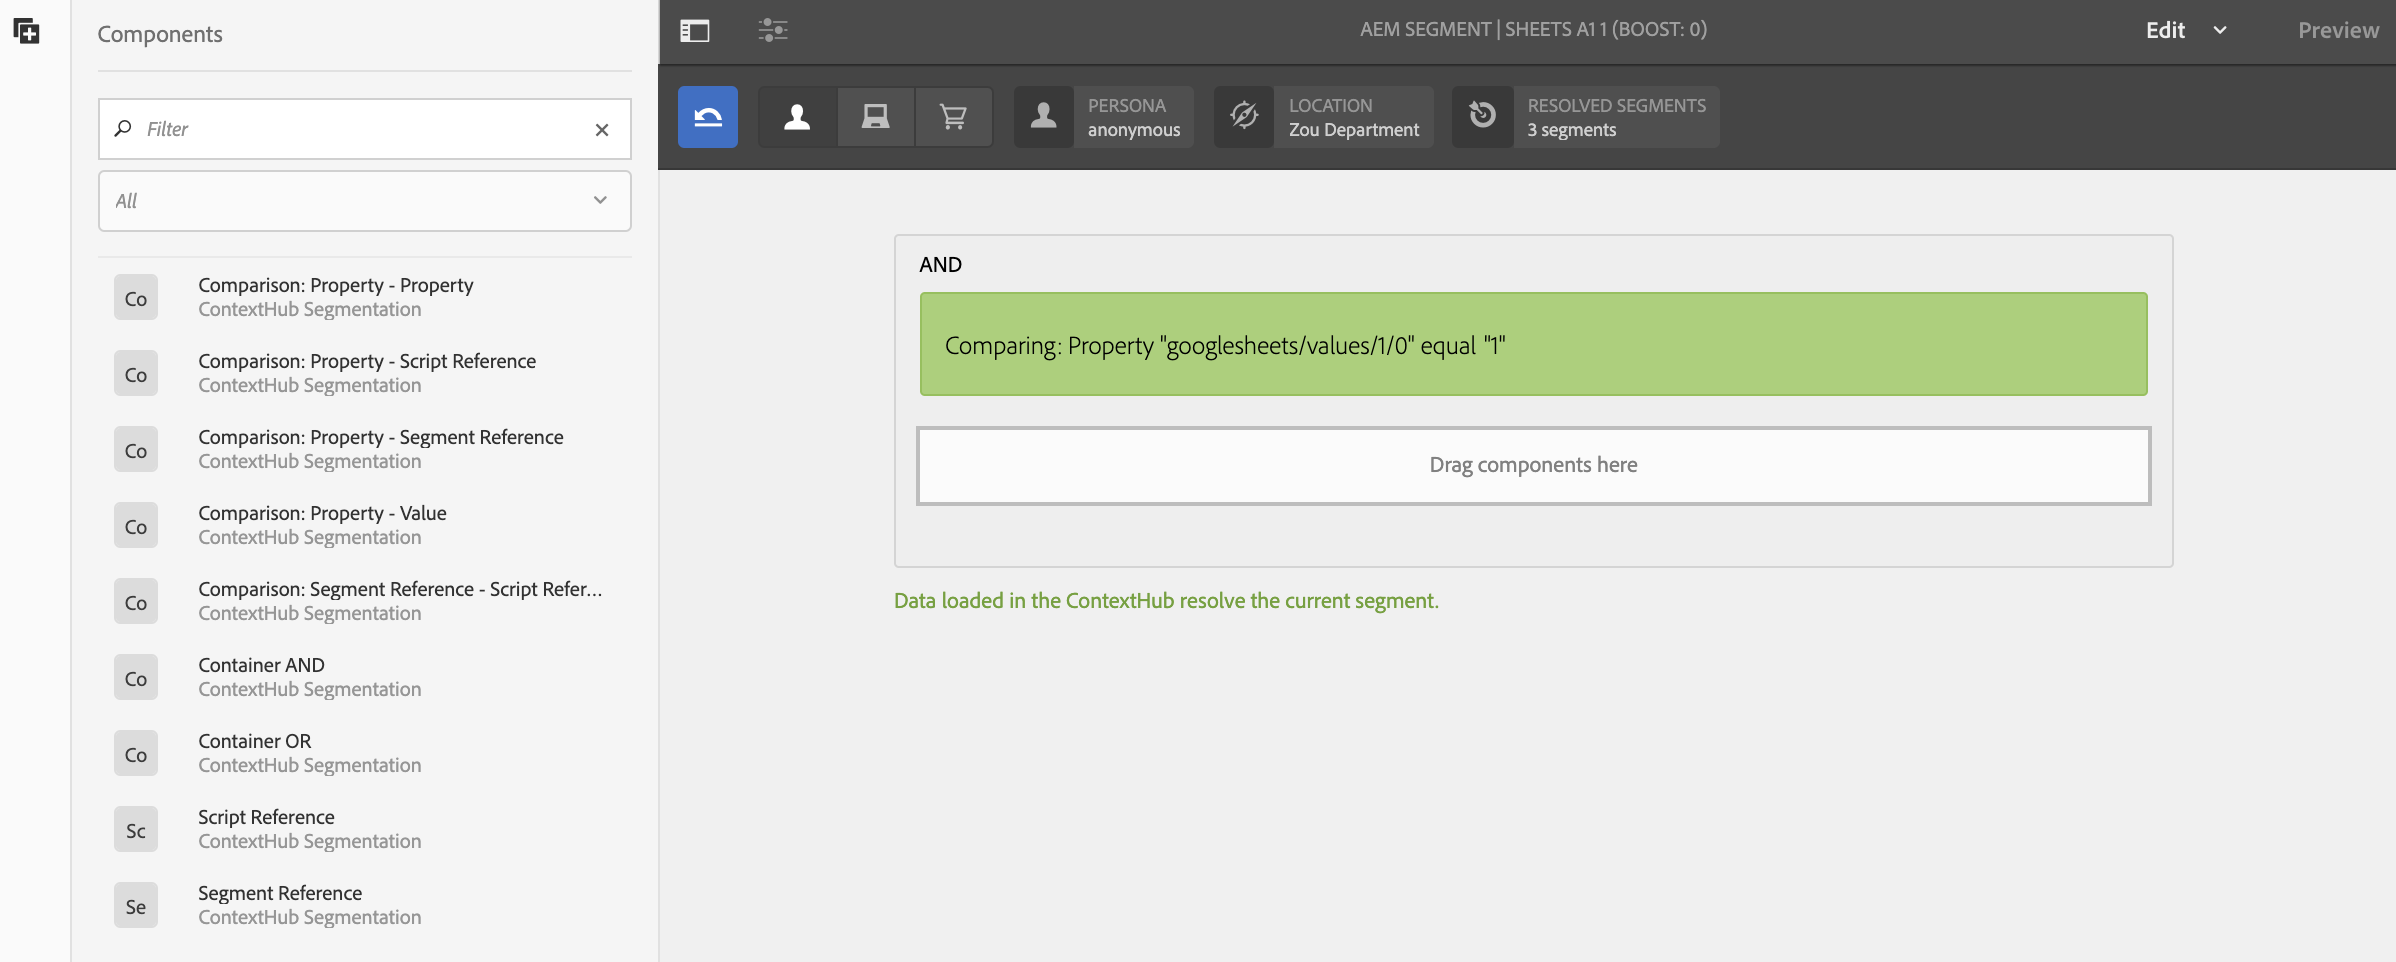 Components
Filter
All
Co
Comparison: Property - Property
ContextHub Segmentation
Co
Comparison: Property - Script Reference
ContextHub Segmentation
Co
Comparison: Property - Segment Reference
ContextHub Segmentation
Co
Comparison: Property - Value
ContextHub Segmentation
Co
Comparison: Segment Reference - Script Refer...
ContextHub Segmentation
Co
Container AND
ContextHub Segmentation
Co
Container OR
ContextHub Segmentation
Sc
Script Reference
ContextHub Segmentation
Se
Segment Reference
ContextHub Segmentation
AEM SEGMENT | SHEETS A1 1 (BOOST: 0)
Edit
Preview
PERSONA
anonymous
LOCATION
Zou Department
RESOLVED SEGMENTS
3 segments
AND
Comparing: Property "googlesheets/values/1/0" equal "1"
Drag components here
Data loaded in the ContextHub resolve the current segment.